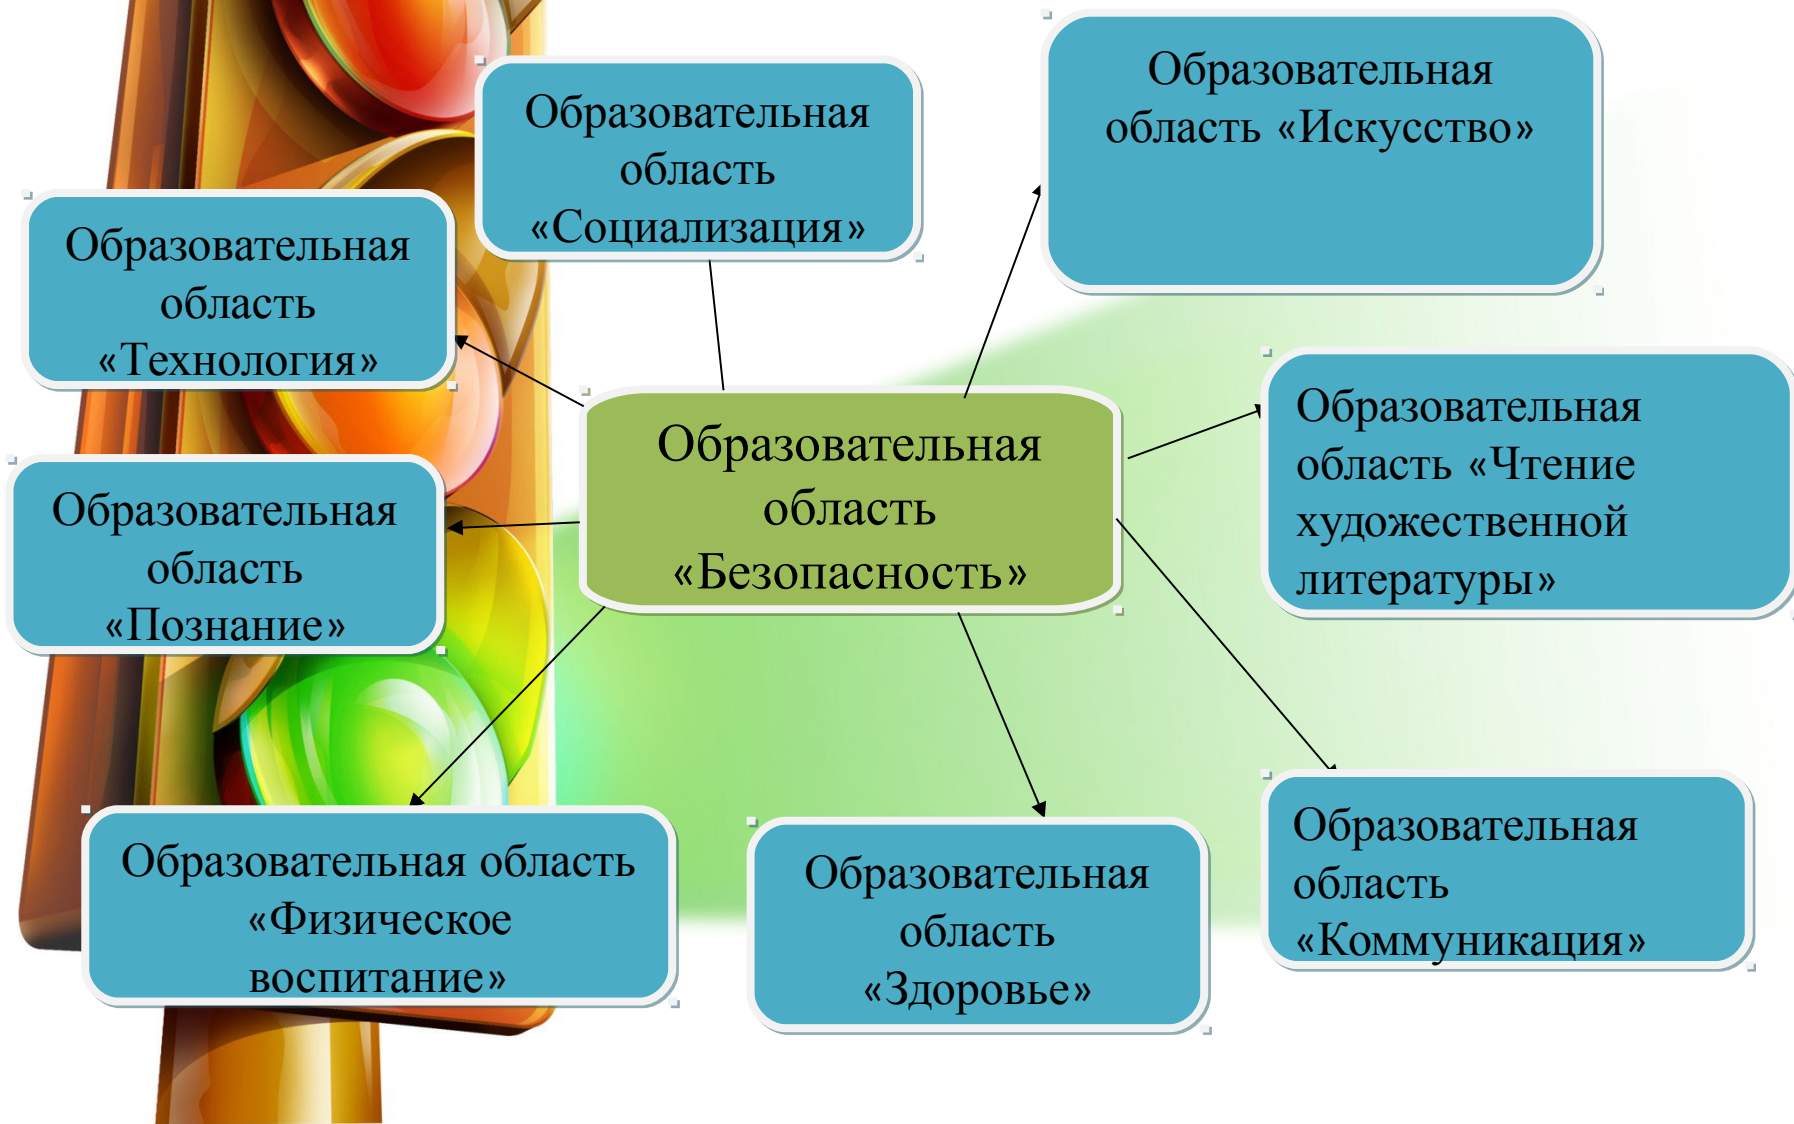 Образовательная
область «Искусство»
Образовательная
область
«Социализация»
Образовательная
область
«Технология»
Образовательная
область «Чтение
художественной
литературы»
Образовательная
область
«Безопасность»
Образовательная
область
«Познание»
Образовательная
область
«Коммуникация»
Образовательная область
«Физическое
воспитание»
Образовательная
область
«Здоровье»